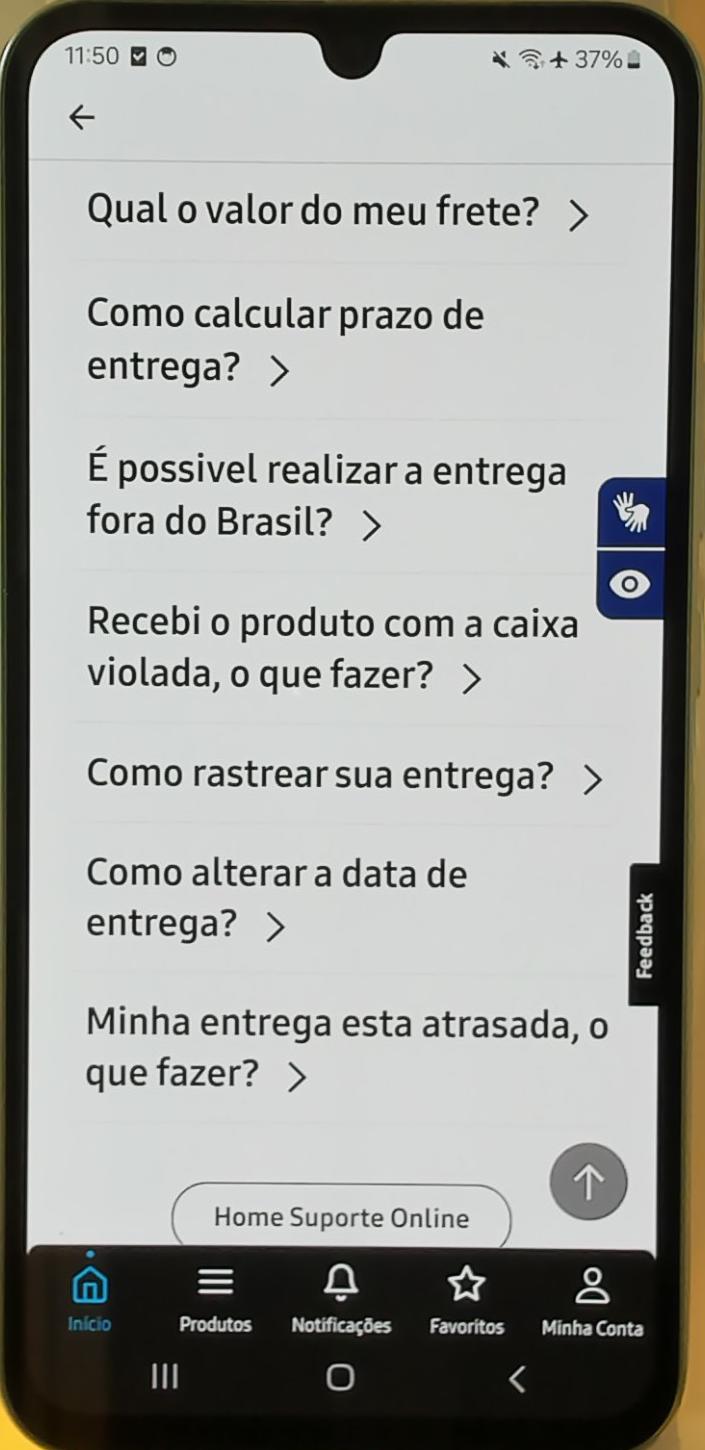 11:50
37%
Qual o valor do meu frete?
Como calcular prazo de
entrega?
É possivel realizar a entrega
fora do Brasil?
Recebi o produto com a caixa
violada, o que fazer?
Como rastrear sua entrega?
Como alterar a data de
entrega?
Feedback
Minha entrega esta atrasada, o
que fazer?
Home Suporte Online
Início
Produtos
Notificações
Favoritos
Minha Conta